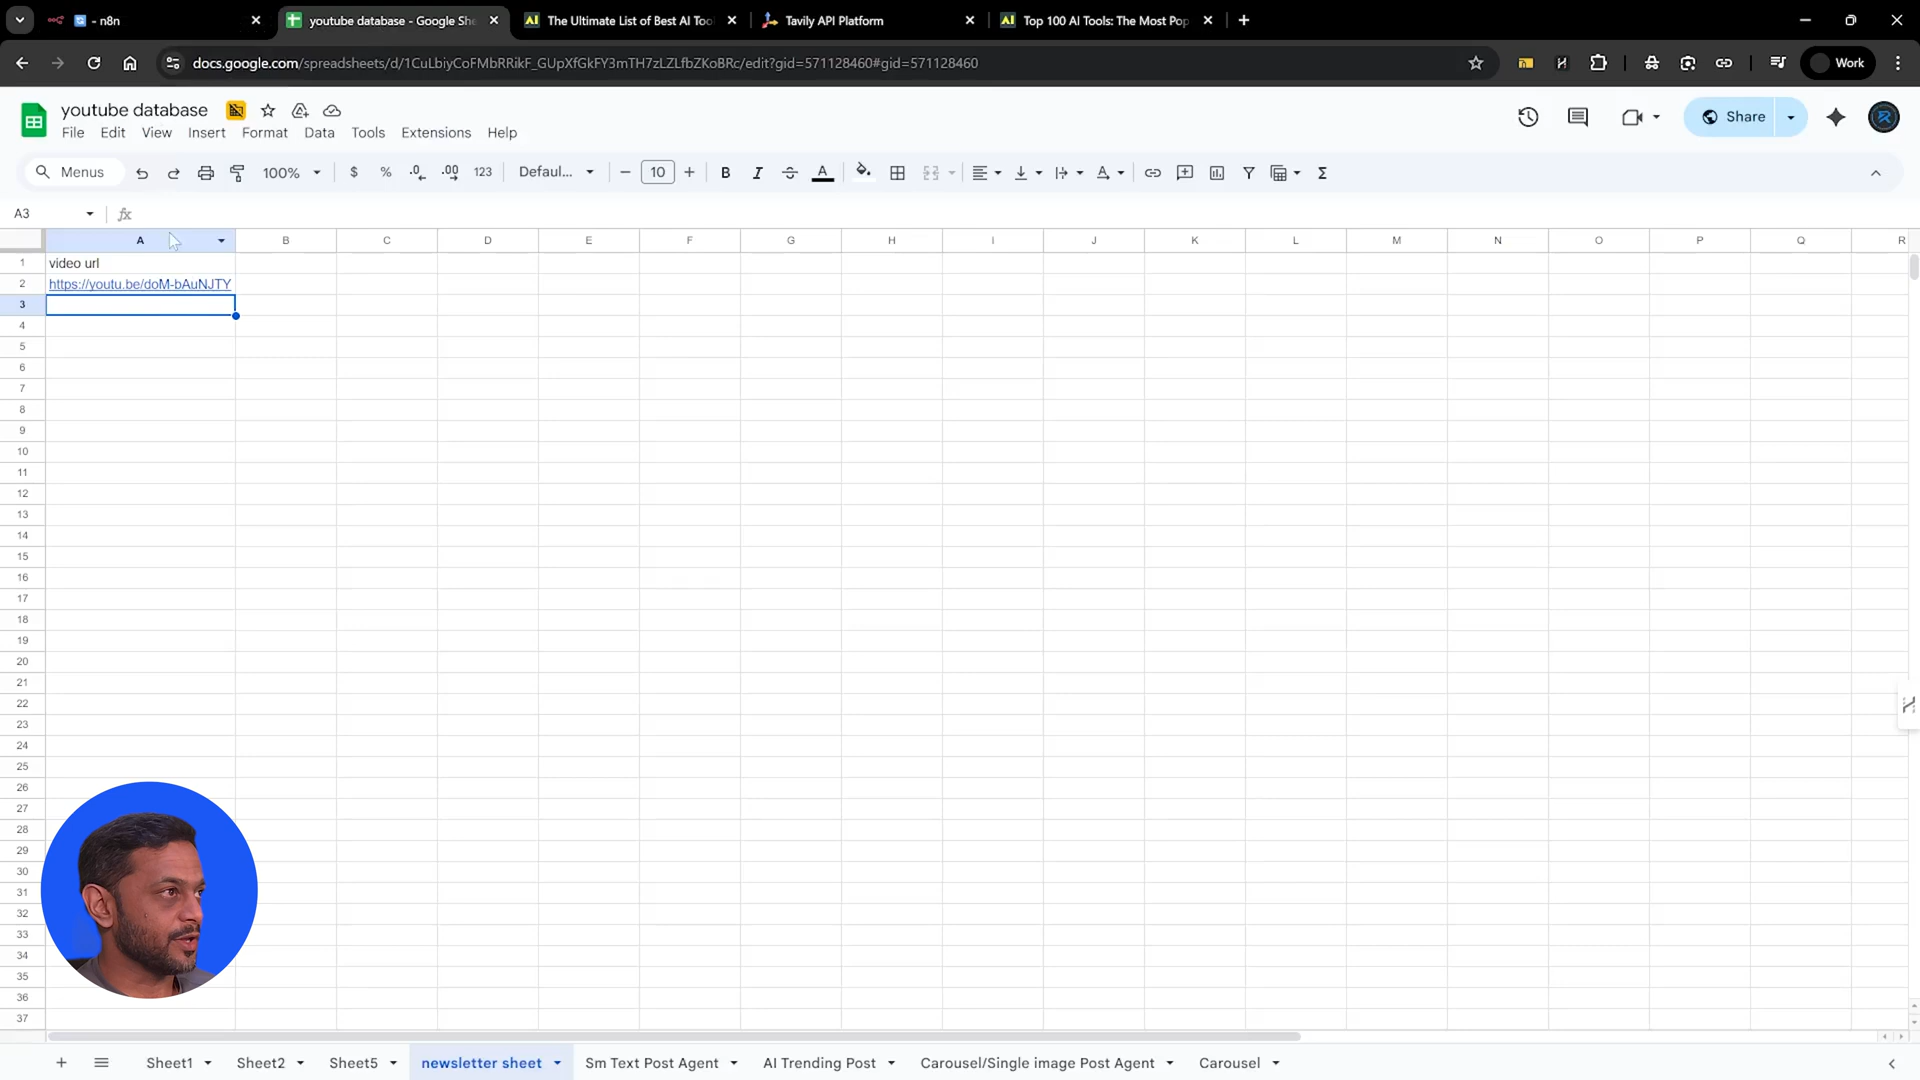 - n8n
youtube database - Google She
The Ultimate List of Best AI Too
Tavily API Platform
Top 100 AI Tools: The Most Pop
docs.google.com/spreadsheets/d/1CuLbiyCoFMbRRikF_GUpXfGkFY3mTH7zLZLfbZKoBRc/edit?gid=571128460#gid=571128460
Work
youtube database
File Edit View Insert Format Data Tools Extensions Help
Share
Menus
100%
$ % .0 .00 123
Defaul...
10
B I S A
A3
A B C D E F G H I J K L M N O P Q R
1 video url
2 https://youtu.be/doM-bAuNJTY
3
4
5
6
7
8
9
10
11
12
13
14
15
16
17
18
19
20
21
22
23
24
25
26
27
28
29
30
31
32
33
34
35
36
37
Sheet1 Sheet2 Sheet5 newsletter sheet Sm Text Post Agent AI Trending Post Carousel/Single image Post Agent Carousel